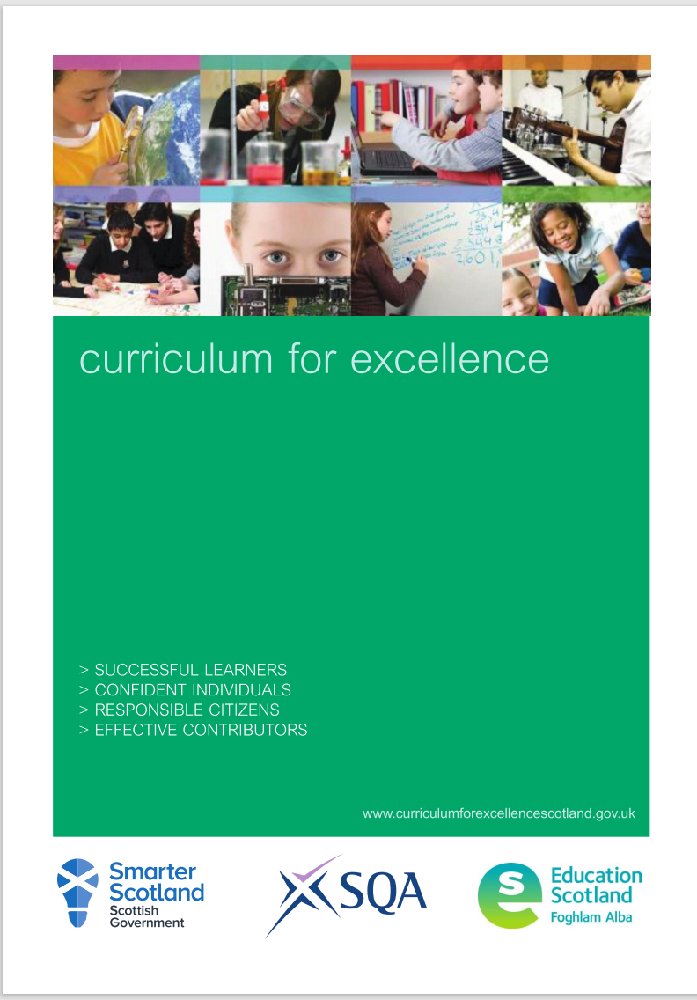 curriculum for excellence
> SUCCESSFUL LEARNERS
> CONFIDENT INDIVIDUALS
> RESPONSIBLE CITIZENS
> EFFECTIVE CONTRIBUTORS
www.curriculumforexcellencescotland.gov.uk
Smarter
Scotland
Scottish
Government
SQA
Education
Scotland
Foghlam Alba